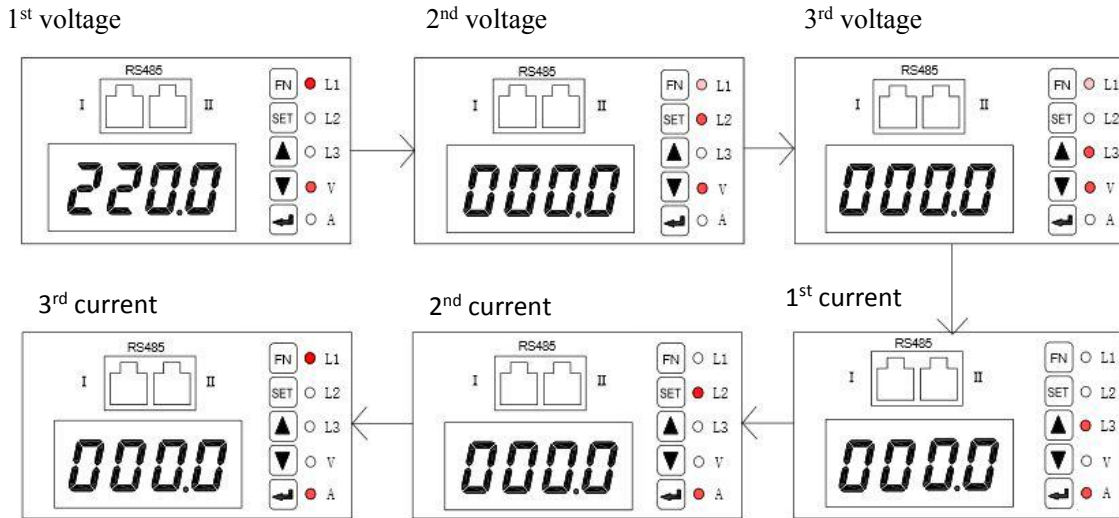 1st voltage
2nd voltage
3rd voltage
RS485
I II
FN L1
SET L2
L3
V
A
220.0
RS485
I II
FN L1
SET L2
L3
V
A
000.0
RS485
I II
FN L1
SET L2
L3
V
A
000.0
3rd current
2nd current
1st current
RS485
I II
FN L1
SET L2
L3
V
A
000.0
RS485
I II
FN L1
SET L2
L3
V
A
000.0
RS485
I II
FN L1
SET L2
L3
V
A
000.0